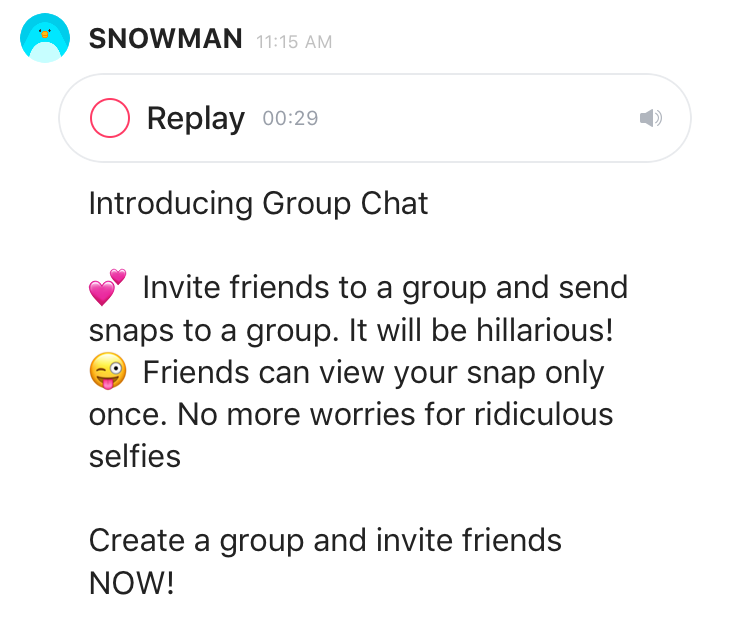 SNOWMAN 11:15 AM
Replay 00:29
Introducing Group Chat
💕 Invite friends to a group and send
snaps to a group. It will be hillarious!
😜 Friends can view your snap only
once. No more worries for ridiculous
selfies
Create a group and invite friends
NOW!